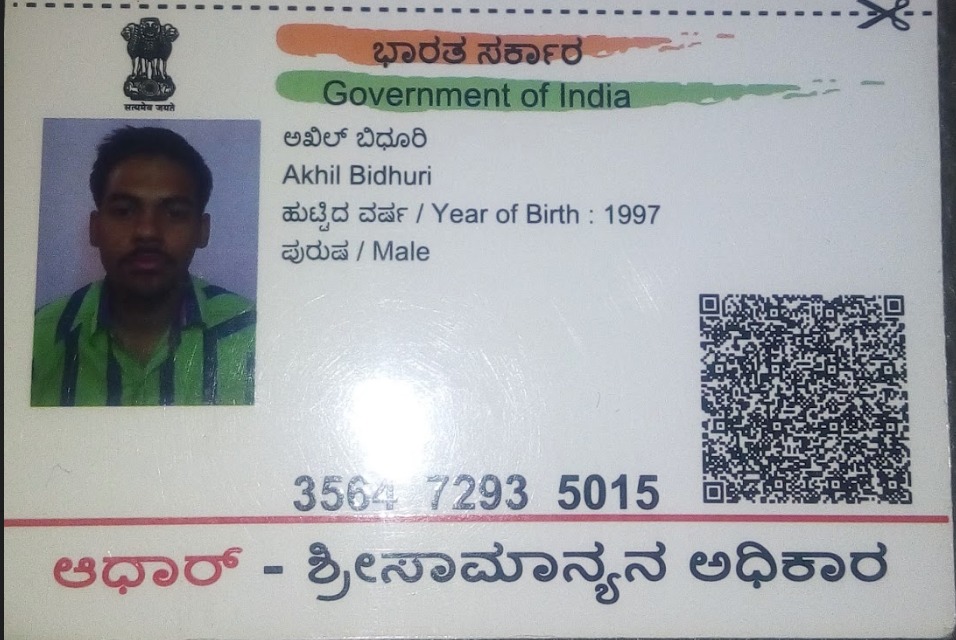 सत्यमेव जयते
ಭಾರತ ಸರ್ಕಾರ
Government of India
ಅಖಿಲ್ ಬಿಧೂರಿ
Akhil Bidhuri
ಹುಟ್ಟಿದ ವರ್ಷ / Year of Birth : 1997
ಪುರುಷ / Male
3564 7293 5015
ಆಧಾರ್ - ಶ್ರೀಸಾಮಾನ್ಯನ ಅಧಿಕಾರ